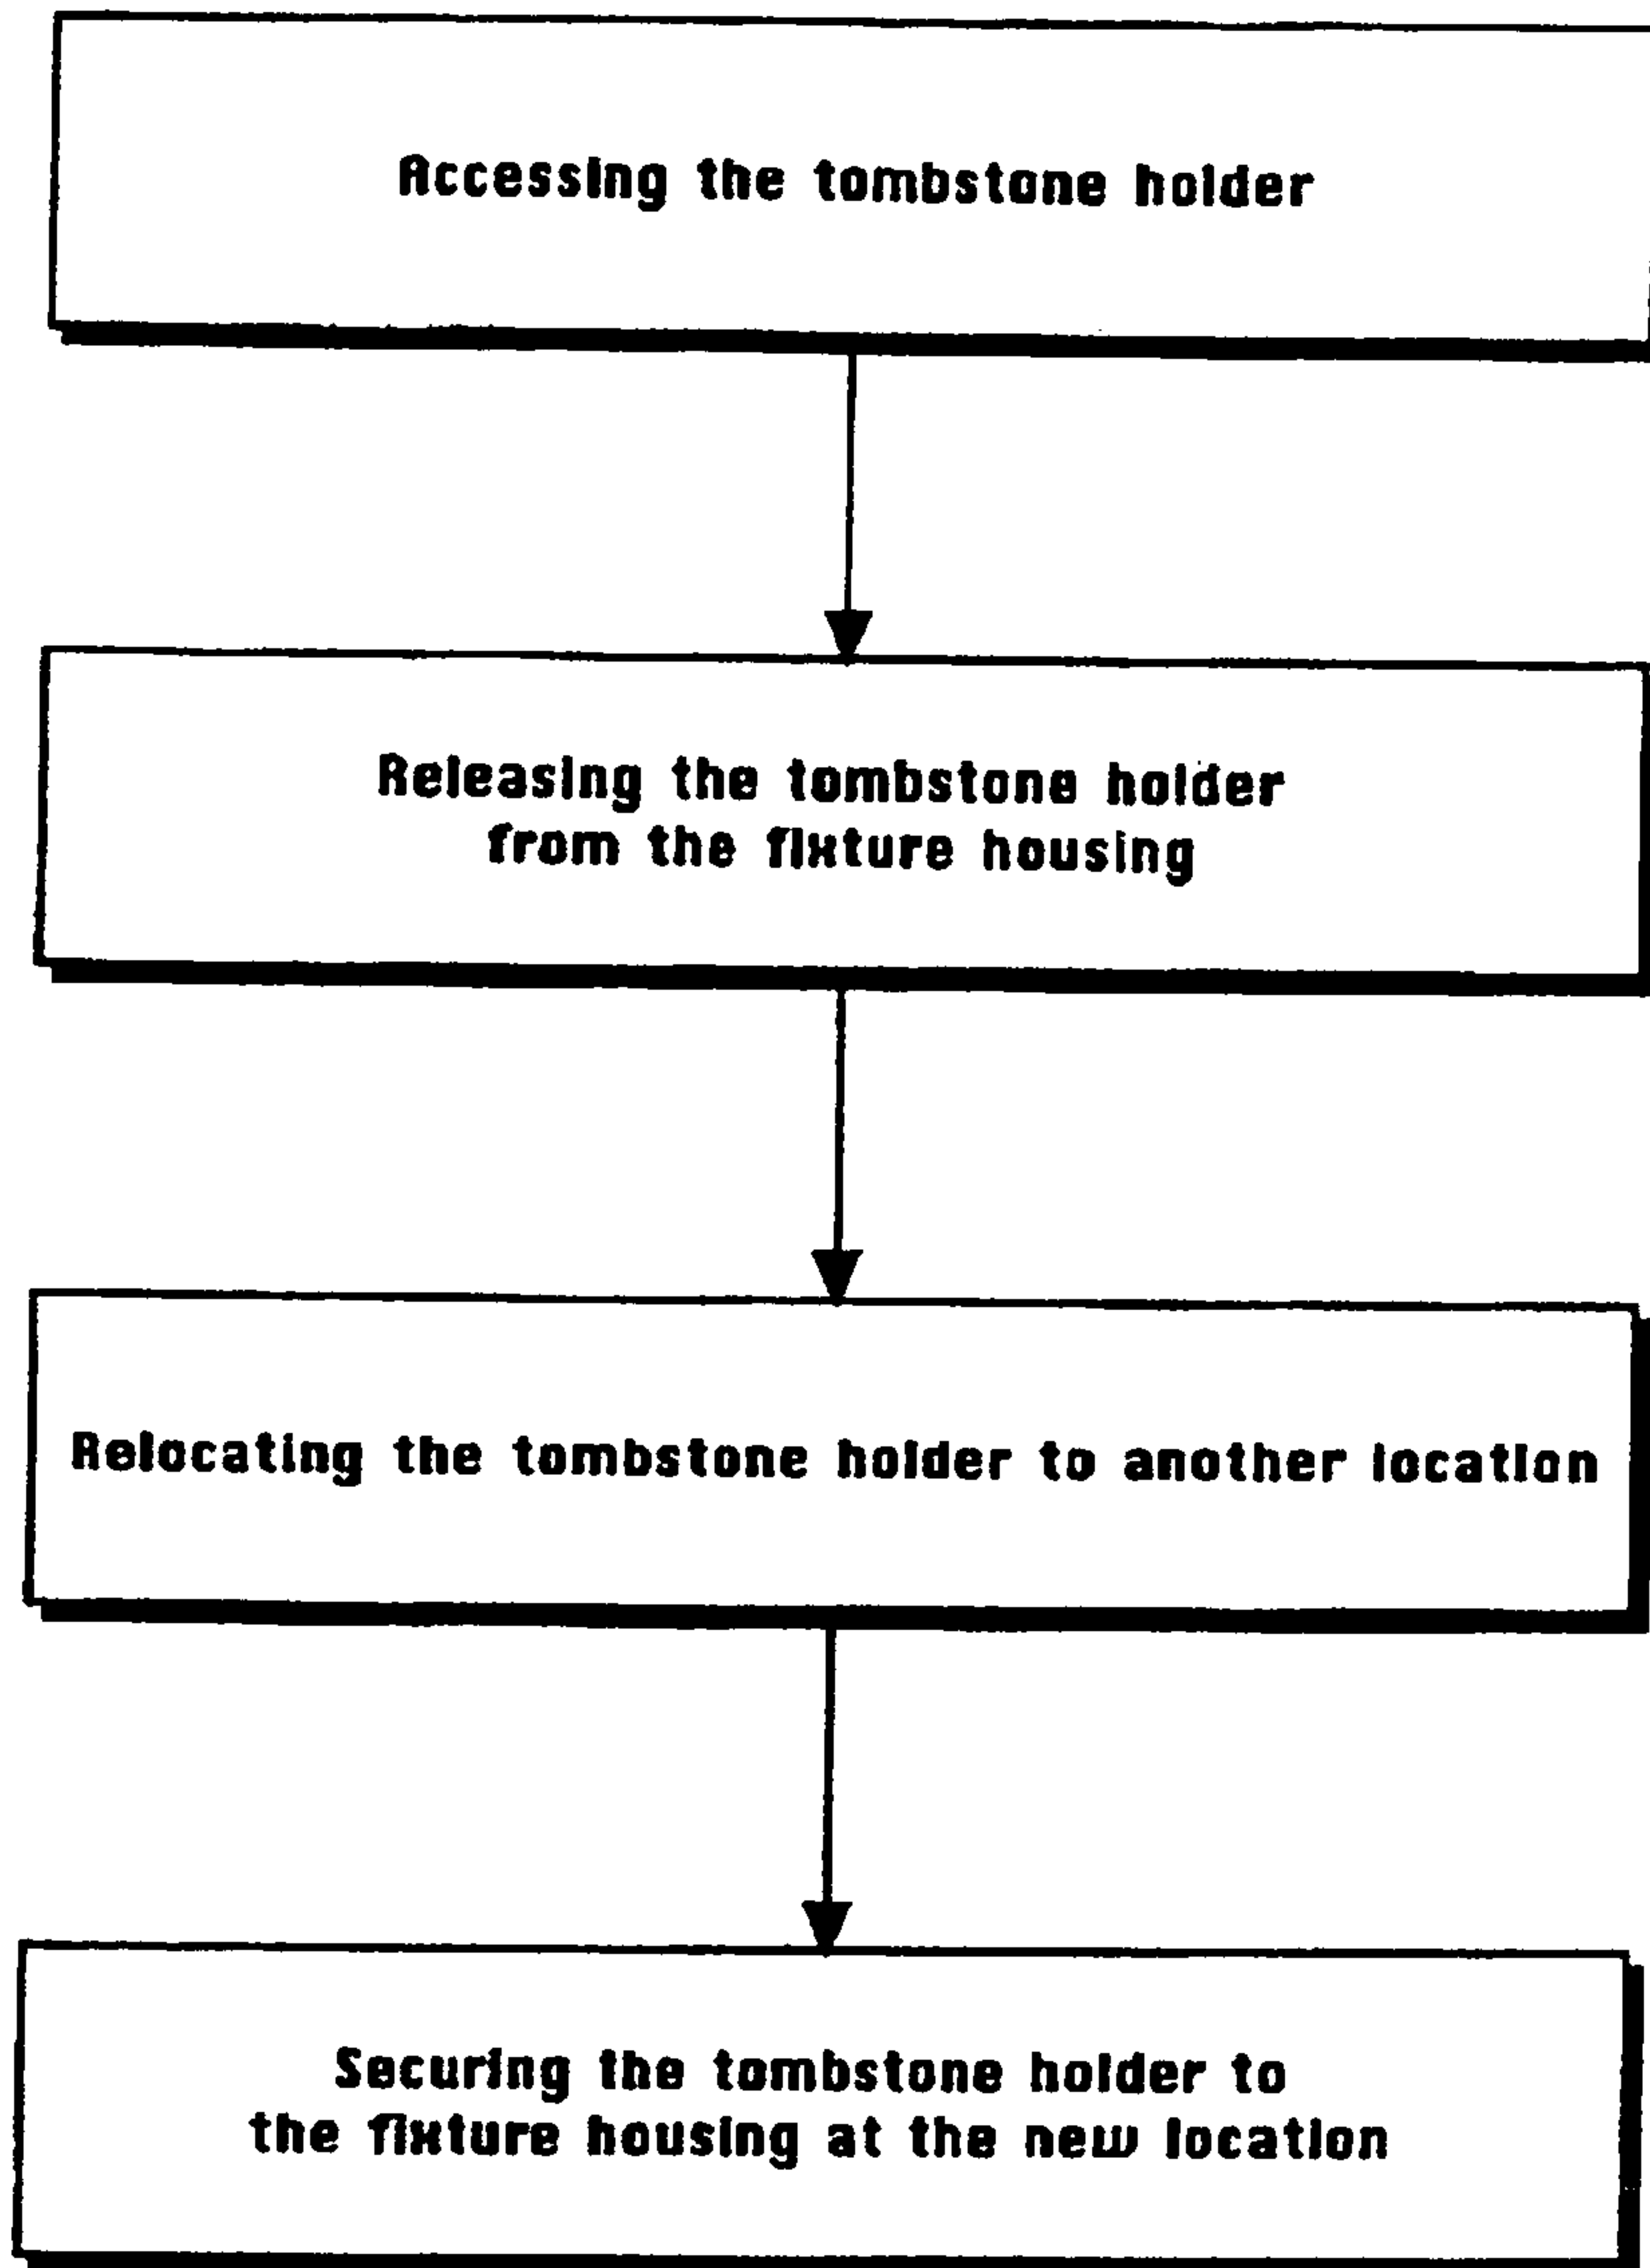 Accessing the tombstone holder
Releasing the tombstone holder
from the fixture housing
Relocating the tombstone holder to another location
Securing the tombstone holder to
the fixture housing at the new location